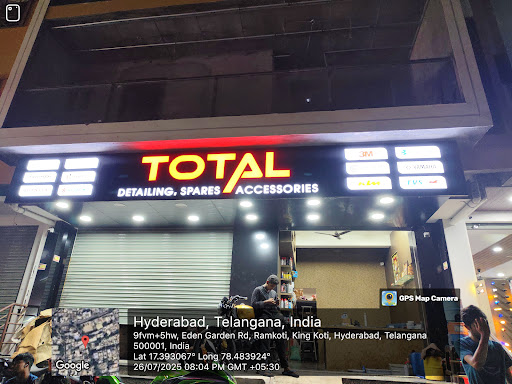 TOTAL
DETAILING, SPARES ACCESSORIES
3M
YAMAHA
TVS
GPS Map Camera
Hyderabad, Telangana, India
9fvm+5hw, Eden Garden Rd, Ramkoti, King Koti, Hyderabad, Telangana
500001, India
Lat 17.393067° Long 78.483924°
26/07/2025 08:04 PM GMT +05:30
Google